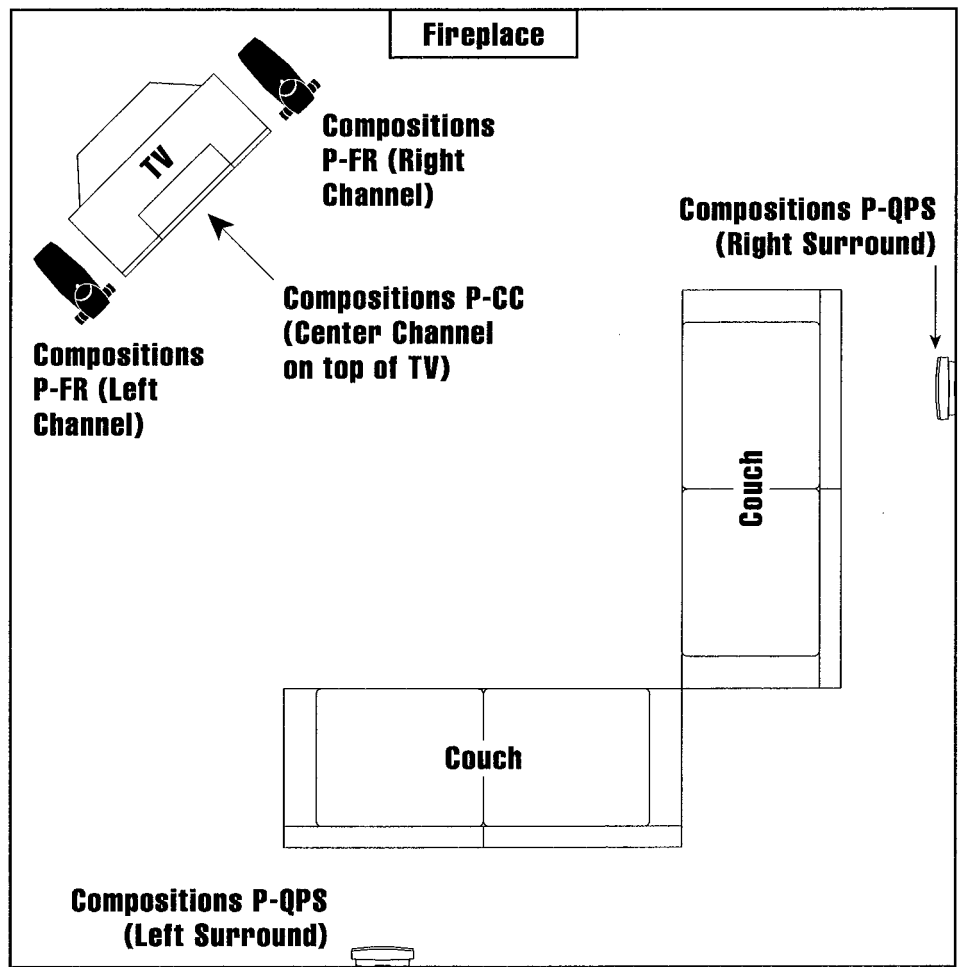 Fireplace
TV
Compositions
P-FR (Right
Channel)
Compositions P-QPS
(Right Surround)
Compositions P-CC
(Center Channel
on top of TV)
Compositions
P-FR (Left
Channel)
Couch
Couch
Compositions P-QPS
(Left Surround)